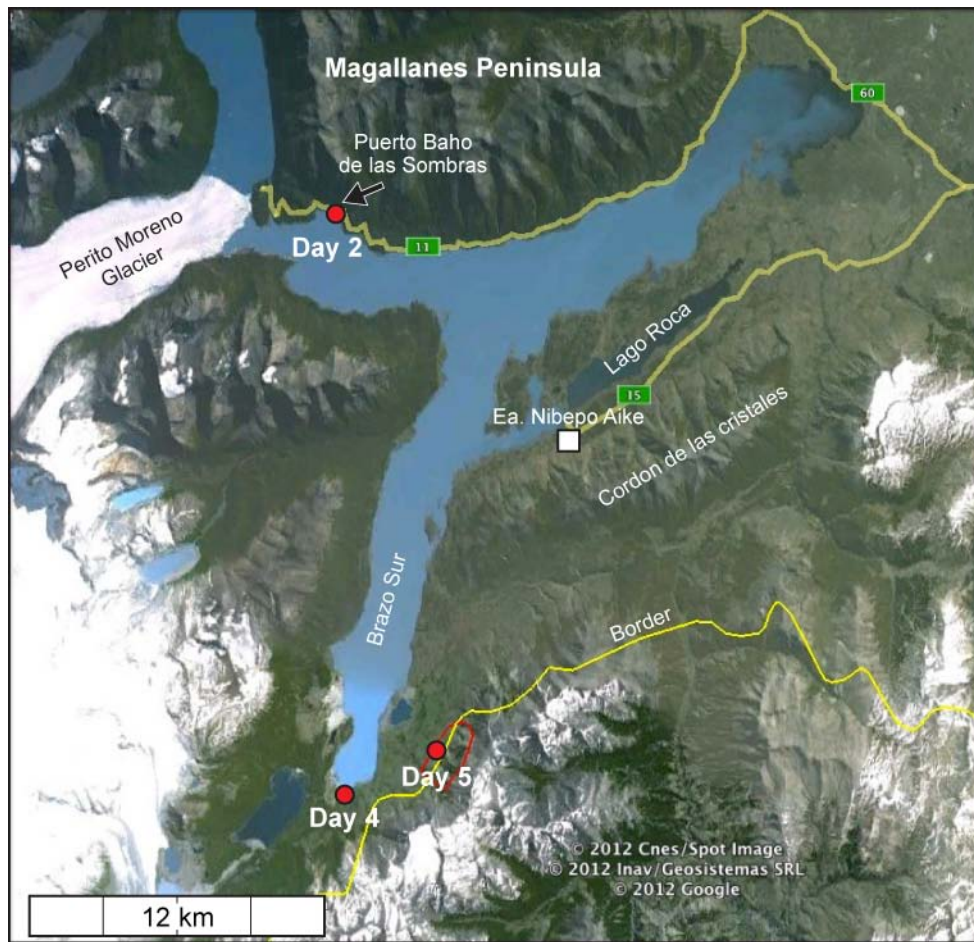 Magallanes Peninsula
60
Puerto Baho
de las Sombras
Perito Moreno
Glacier
Day 2
11
Lago Roca
15
Ea. Nibepo Aike
Cordon de las cristales
Brazo Sur
Border
Day 5
Day 4
© 2012 Cnes/Spot Image
© 2012 Inav/Geosistemas SRL
© 2012 Google
12 km